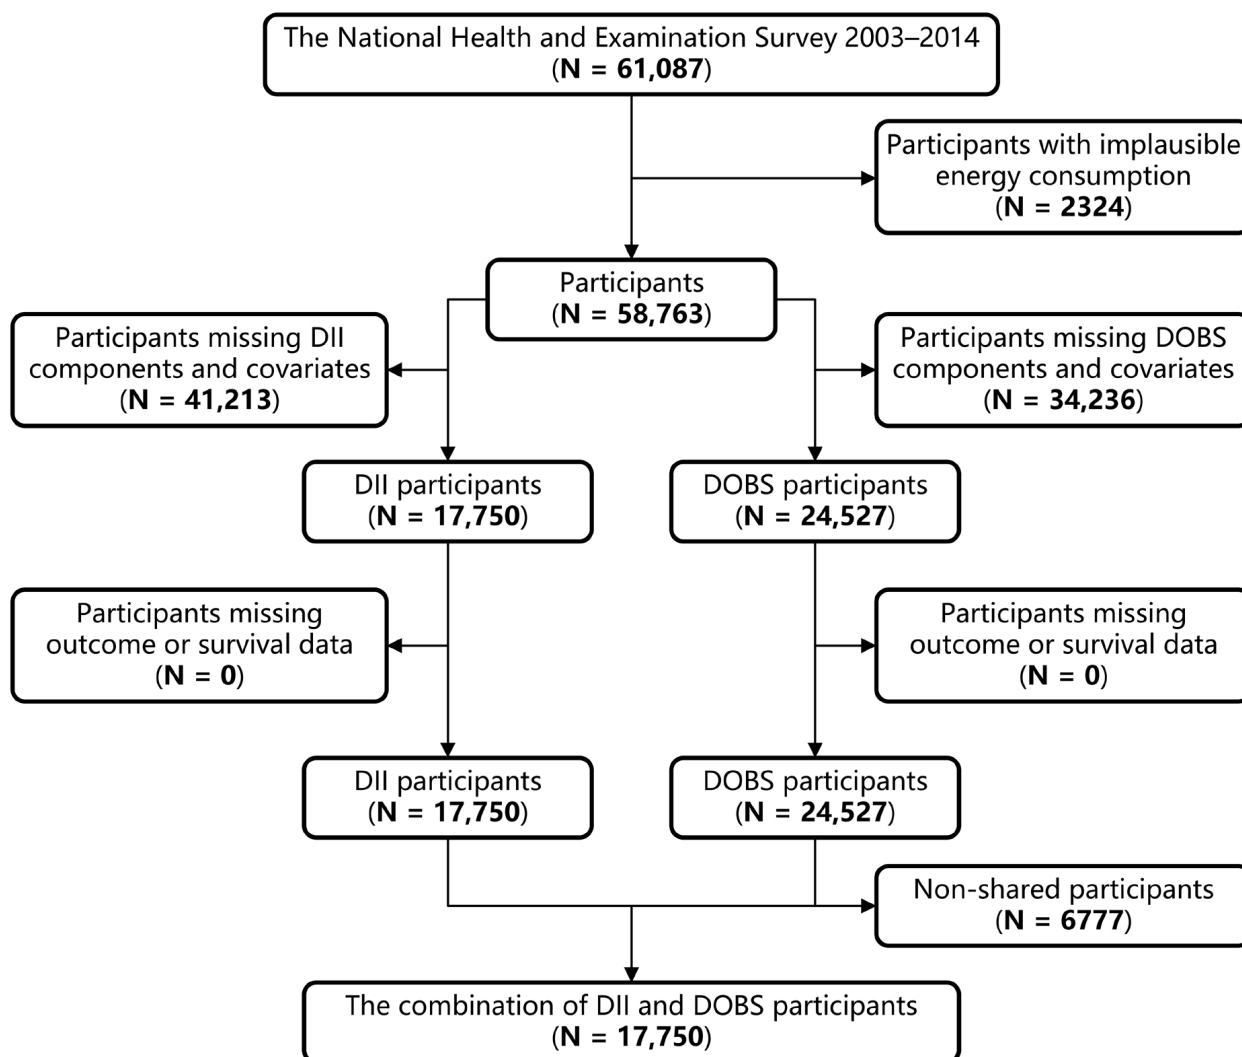 The National Health and Examination Survey 2003–2014
(N = 61,087)
Participants with implausible
energy consumption
(N = 2324)
Participants
(N = 58,763)
Participants missing DII
components and covariates
(N = 41,213)
Participants missing DOBS
components and covariates
(N = 34,236)
DII participants
(N = 17,750)
DOBS participants
(N = 24,527)
Participants missing
outcome or survival data
(N = 0)
Participants missing
outcome or survival data
(N = 0)
DII participants
(N = 17,750)
DOBS participants
(N = 24,527)
Non-shared participants
(N = 6777)
The combination of DII and DOBS participants
(N = 17,750)